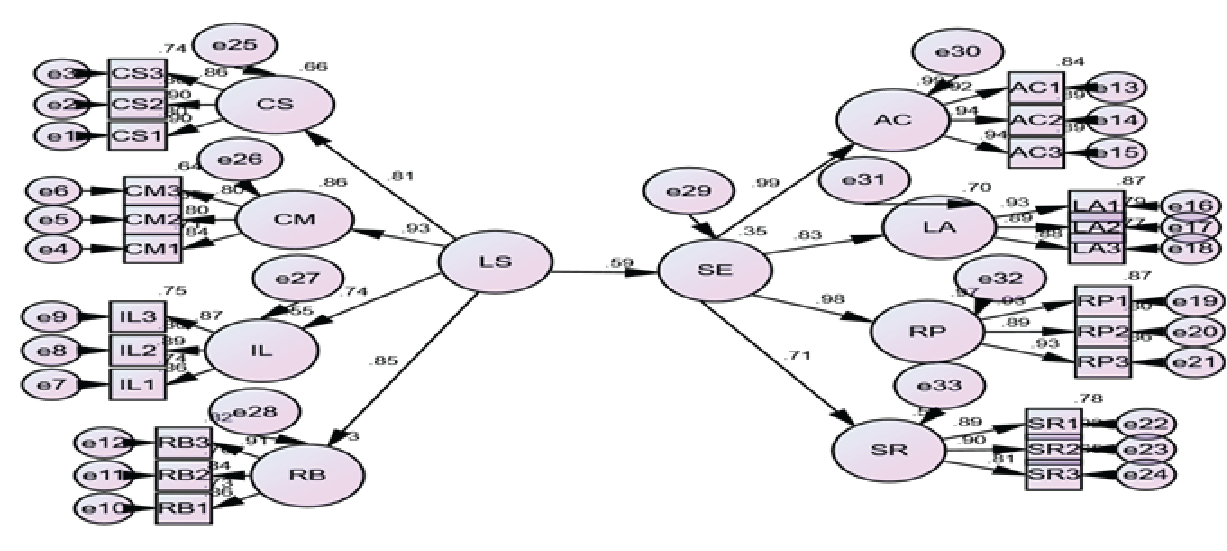 e25
.74
.66
e3 CS3 .86
CS
e2 CS2 .90
e1 CS1 .90
e26
.64
.86
.81
e6 CM3 .80
CM
e5 CM2 .80
e4 CM1 .84
.93
LS
e27
.75
.74
.55
e9 IL3 .87
IL
e8 IL2
e7 IL1
.85
e28
e12 RB3 .91
RB
e11 RB2 .84
e10 RB1
.59
e29
.35
SE
.99
.83
.98
.71
e30
.84
.92 AC1 e13
AC
.94 AC2 e14
.94 AC3 e15
e31
.70
.87
.93 LA1 e16
LA
.89 LA2 e17
.88 LA3 e18
e32
.97
.87
.93 RP1 e19
RP
.89 RP2 e20
.93 RP3 e21
e33
.78
.89 SR1 e22
SR
.90 SR2 e23
.81 SR3 e24